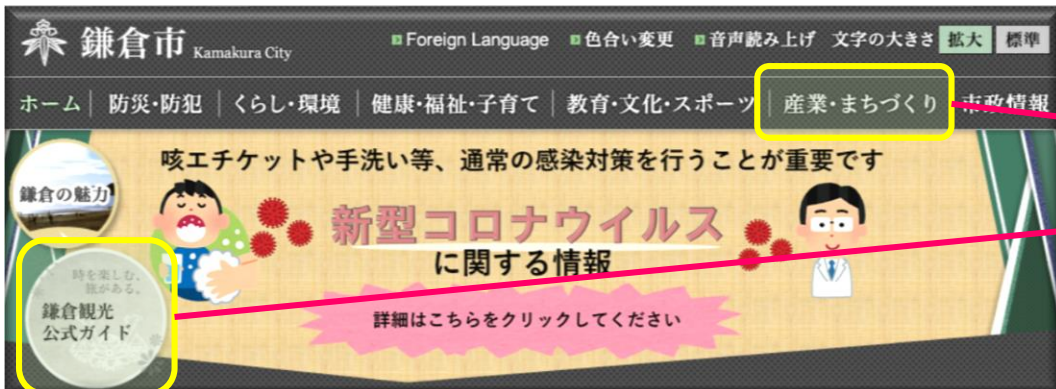 鎌倉市 Kamakura City
Foreign Language 色合い変更 音声読み上げ 文字の大きさ 拡大 標準
ホーム 防災・防犯 くらし・環境 健康・福祉・子育て 教育・文化・スポーツ 産業・まちづくり 市政情報
咳エチケットや手洗い等、通常の感染対策を行うことが重要です
鎌倉の魅力
新型コロナウイルス
に関する情報
時を楽しむ、
旅がある。
鎌倉観光
公式ガイド
詳細はこちらをクリックしてください